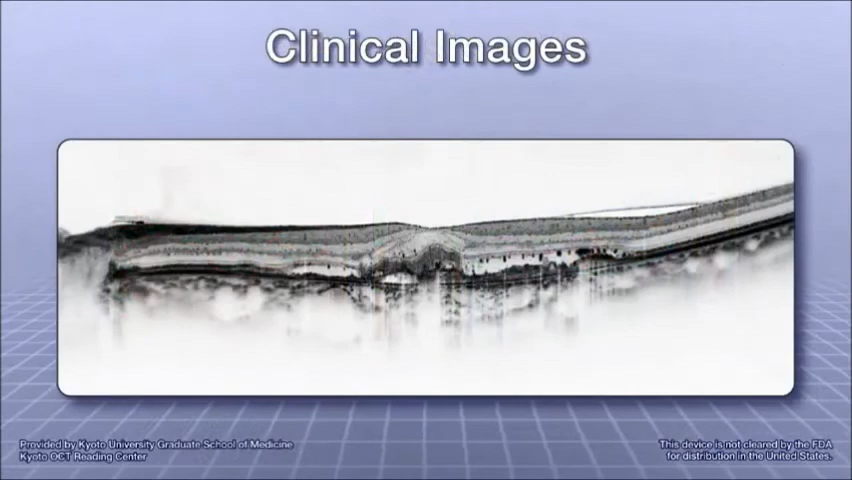 Clinical Images
Provided by Kyoto University Graduate School of Medicine
Kyoto OCT Reading Center
This device is not cleared by the FDA
for distribution in the United States.